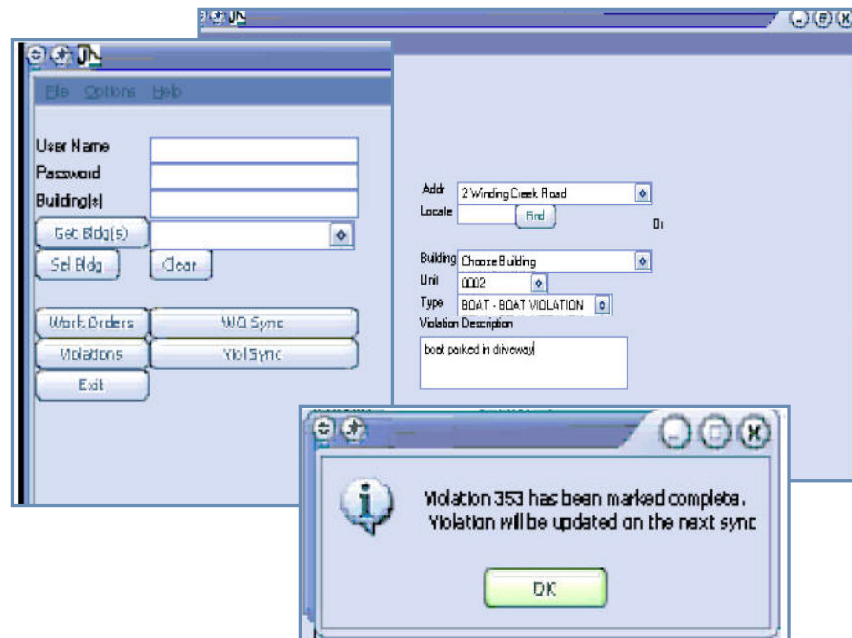 File Options Help
User Name
Password
Building(s)
Get Bldg(s)
Sel Bldg Clear
Work Orders WO Sync
Violations Viol Sync
Exit
Addr 2 Winding Creek Road
Locate Find Or
Building Choose Building
Unit 0002
Type BOAT - BOAT VIOLATION
Violation Description
boat parked in driveway
Violation 353 has been marked complete.
Violation will be updated on the next sync
OK